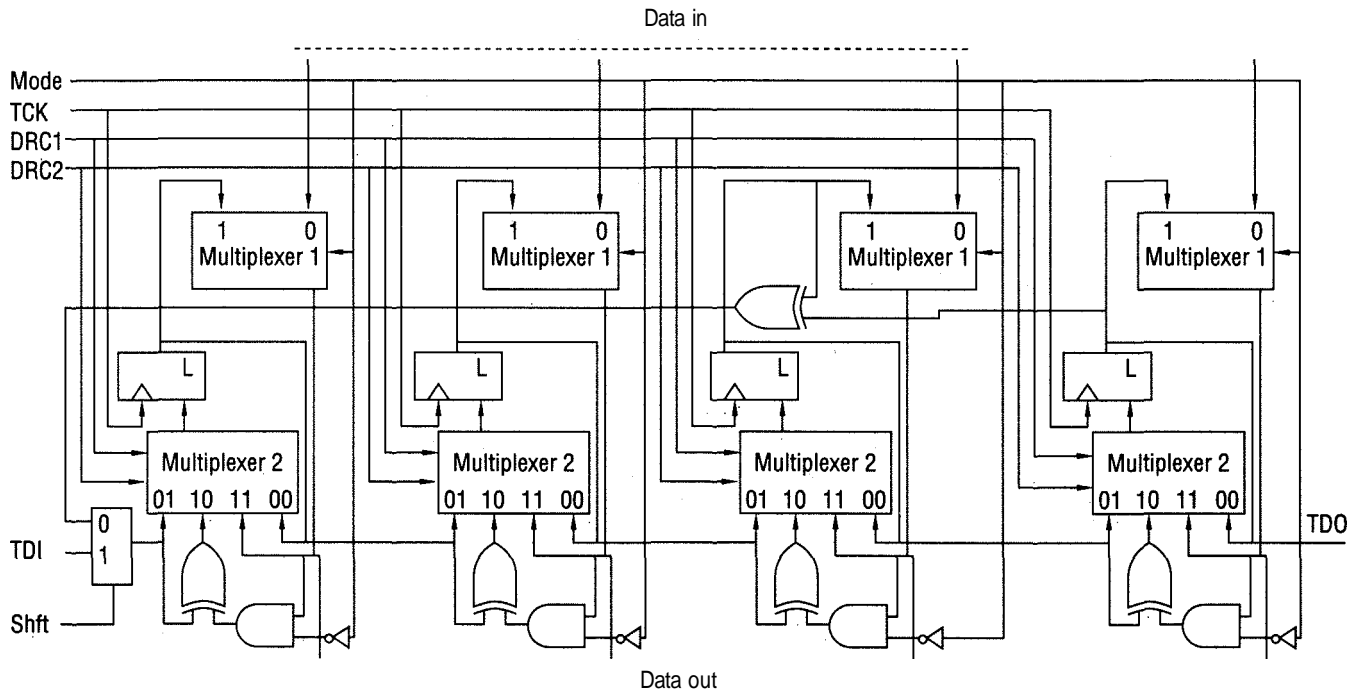 Data in
Mode
TCK
DRC1
DRC2
1 0
Multiplexer 1
1 0
Multiplexer 1
1 0
Multiplexer 1
1 0
Multiplexer 1
L
L
L
L
Multiplexer 2
01 10 11 00
Multiplexer 2
01 10 11 00
Multiplexer 2
01 10 11 00
Multiplexer 2
01 10 11 00
0
1
TDI
TDO
Shft
Data out